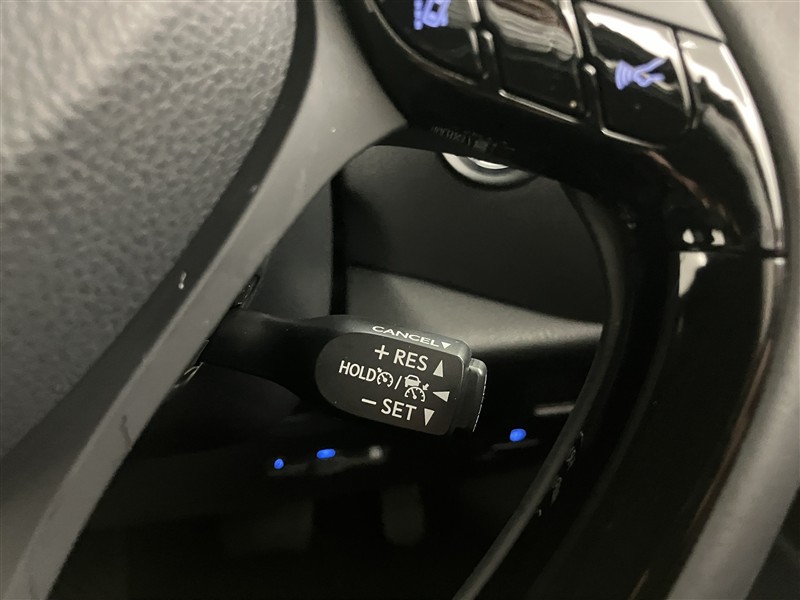 CANCEL▼
+ RES ▲
HOLD / ◀
− SET ▼